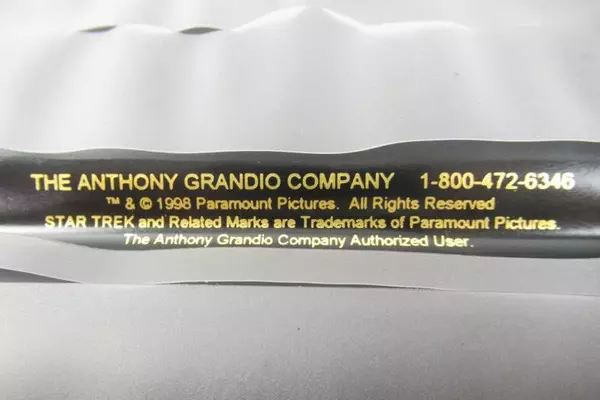 THE ANTHONY GRANDIO COMPANY 1-800-472-6346
™ & © 1998 Paramount Pictures. All Rights Reserved
STAR TREK and Related Marks are Trademarks of Paramount Pictures.
The Anthony Grandio Company Authorized User.